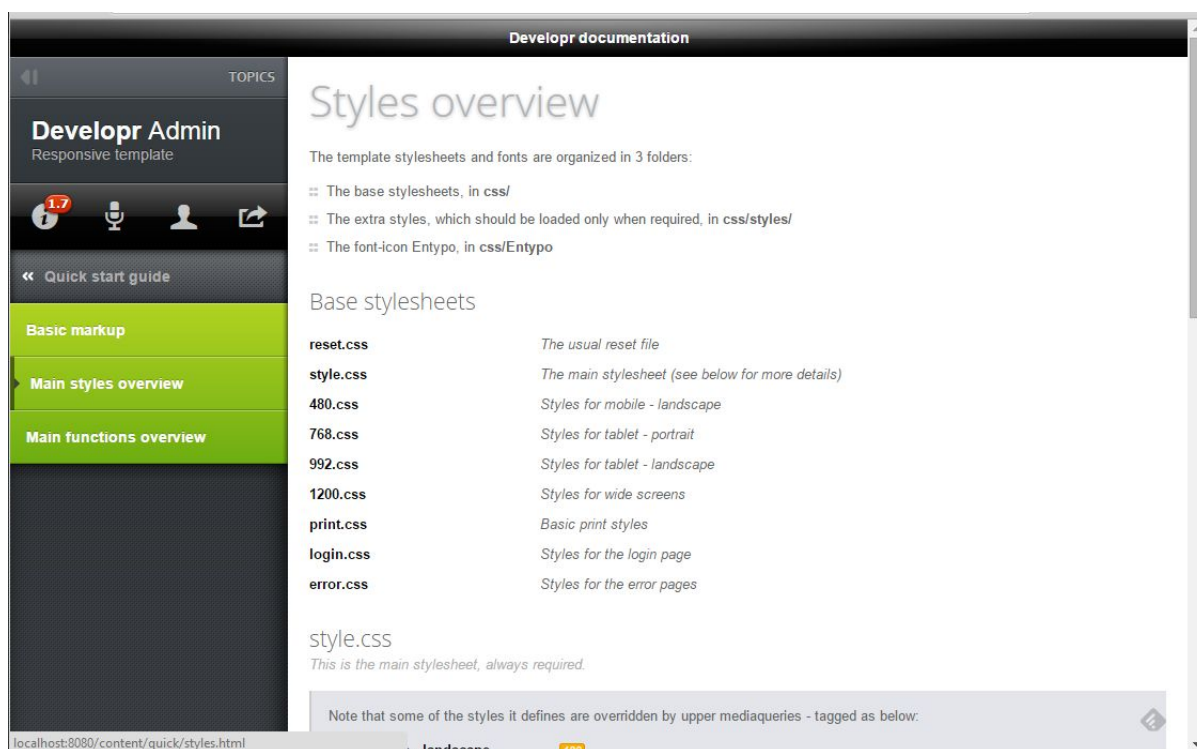 Developr documentation
TOPICS
Developr Admin
Responsive template
1.7
Quick start guide
Basic markup
Main styles overview
Main functions overview
Styles overview
The template stylesheets and fonts are organized in 3 folders:
The base stylesheets, in css/
The extra styles, which should be loaded only when required, in css/styles/
The font-icon Entypo, in css/Entypo
Base stylesheets
reset.css The usual reset file
style.css The main stylesheet (see below for more details)
480.css Styles for mobile - landscape
768.css Styles for tablet - portrait
992.css Styles for tablet - landscape
1200.css Styles for wide screens
print.css Basic print styles
login.css Styles for the login page
error.css Styles for the error pages
style.css
This is the main stylesheet, always required.
Note that some of the styles it defines are overridden by upper mediaqueries - tagged as below:
landscape 480
localhost:8080/content/quick/styles.html